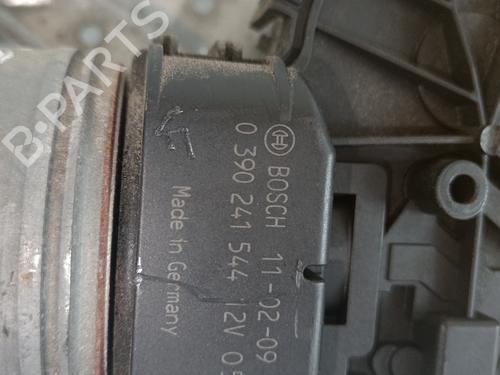 BOSCH 11-02-09
0 390 241 544 12V
Made in Germany
B-PARTS